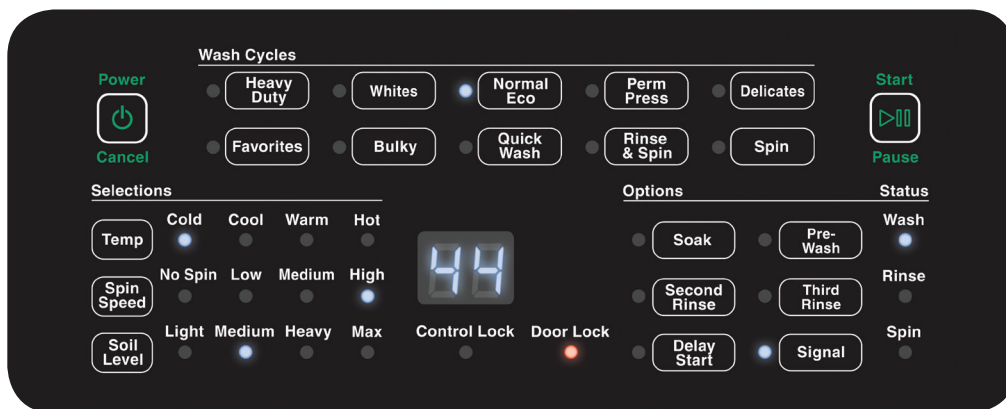 Wash Cycles
Power
Cancel
Heavy
Duty
Whites
Normal
Eco
Perm
Press
Delicates
Favorites
Bulky
Quick
Wash
Rinse
& Spin
Spin
Start
Pause
Selections
Temp
Cold Cool Warm Hot
Spin
Speed
No Spin Low Medium High
Soil
Level
Light Medium Heavy Max
44
Control Lock Door Lock
Options
Soak
Pre-
Wash
Second
Rinse
Third
Rinse
Delay
Start
Signal
Status
Wash
Rinse
Spin